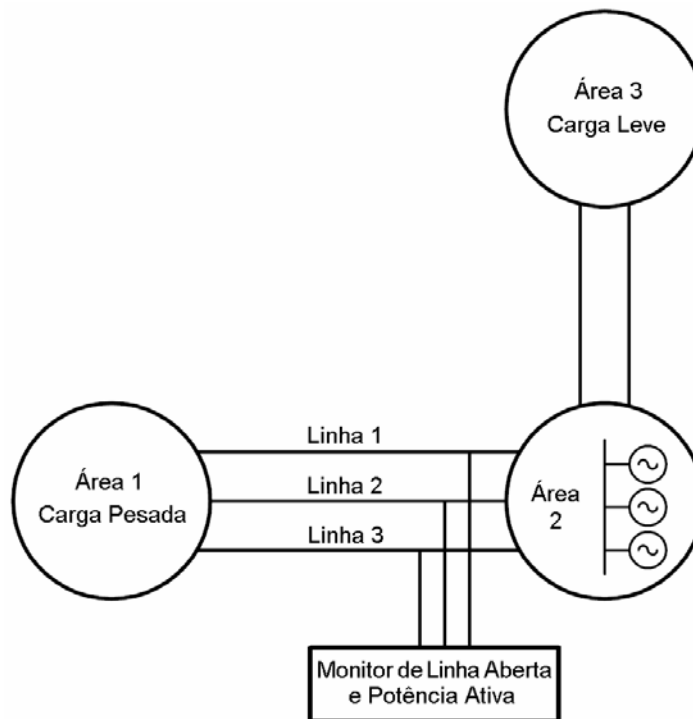 Área 3
Carga Leve
Linha 1
Linha 2
Linha 3
Área 1
Carga Pesada
Área
2
Monitor de Linha Aberta
e Potência Ativa